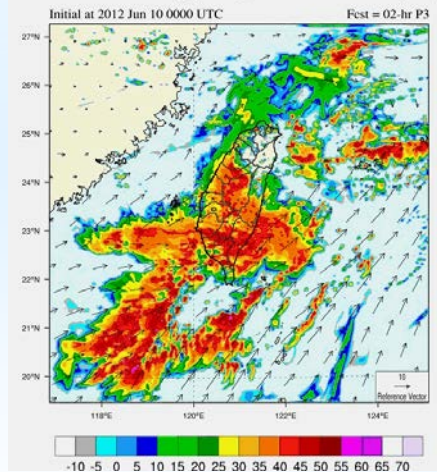 Initial at 2012 Jun 10 0000 UTC Fcst = 02-hr P3
27°N
26°N
25°N
24°N
23°N
22°N
21°N
20°N
10
Reference Vector
118°E 120°E 122°E 124°E
-10 -5 0 5 10 15 20 25 30 35 40 45 50 55 60 65 70